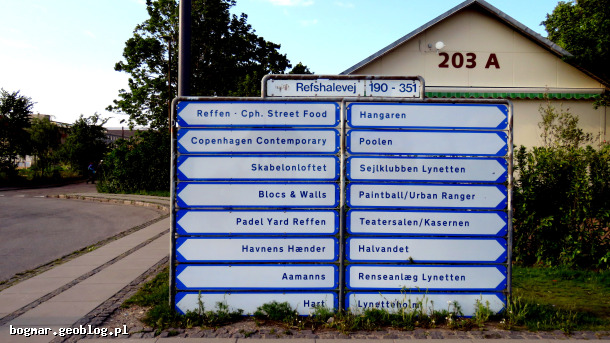 203 A
Refshalevej 190 - 351
Reffen · Cph. Street Food
Copenhagen Contemporary
Skabelonloftet
Blocs & Walls
Padel Yard Reffen
Havnens Hænder
Aamanns
Hart
Hangaren
Poolen
Sejlklubben Lynetten
Paintball/Urban Ranger
Teatersalen/Kasernen
Halvandet
Renseanlæg Lynetten
Lynetteholm
bogmar.geoblog.pl